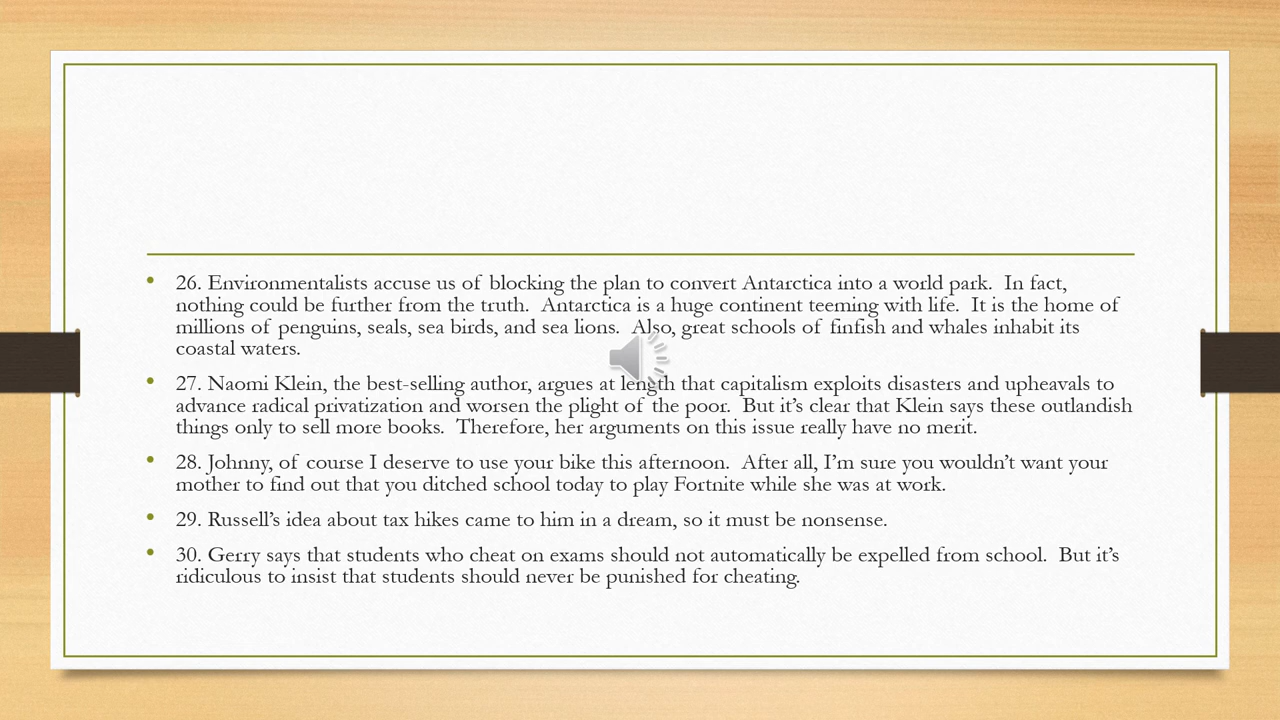 • 26. Environmentalists accuse us of blocking the plan to convert Antarctica into a world park.  In fact,
nothing could be further from the truth.  Antarctica is a huge continent teeming with life.  It is the home of
millions of penguins, seals, sea birds, and sea lions.  Also, great schools of finfish and whales inhabit its
coastal waters.
• 27. Naomi Klein, the best-selling author, argues at length that capitalism exploits disasters and upheavals to
advance radical privatization and worsen the plight of the poor.  But it’s clear that Klein says these outlandish
things only to sell more books.  Therefore, her arguments on this issue really have no merit.
• 28. Johnny, of course I deserve to use your bike this afternoon.  After all, I’m sure you wouldn’t want your
mother to find out that you ditched school today to play Fortnite while she was at work.
• 29. Russell’s idea about tax hikes came to him in a dream, so it must be nonsense.
• 30. Gerry says that students who cheat on exams should not automatically be expelled from school.  But it’s
ridiculous to insist that students should never be punished for cheating.